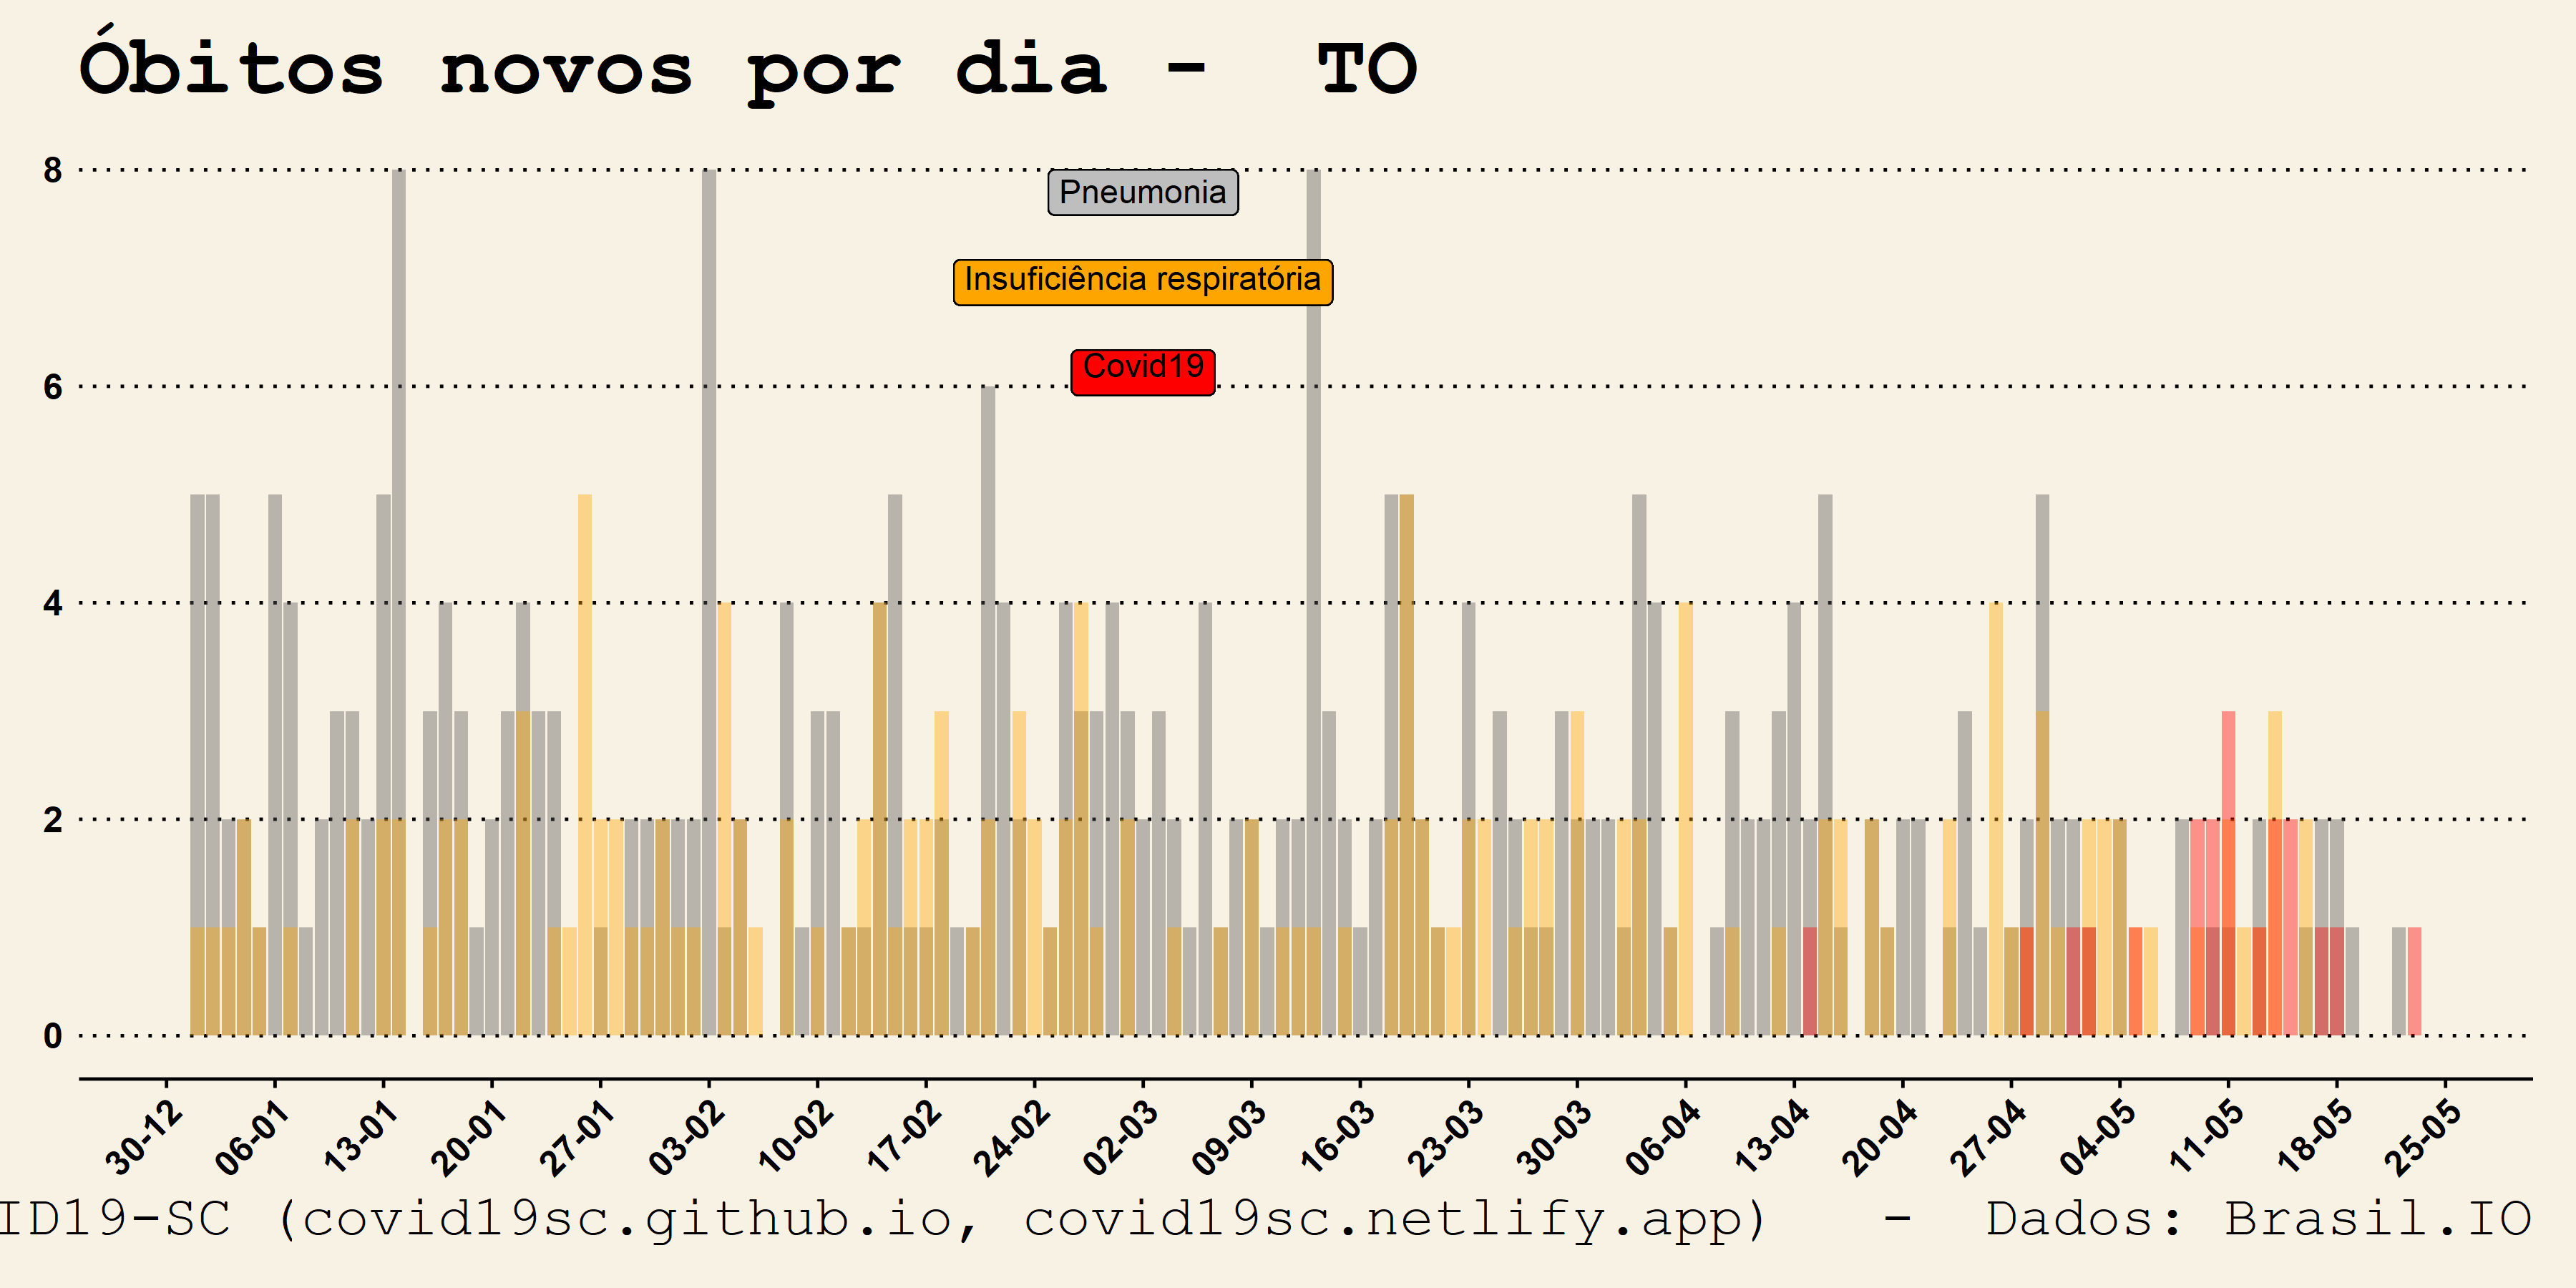 Óbitos novos por dia - TO
8
Pneumonia
Insuficiência respiratória
6
Covid19
4
2
0
30-12 06-01 13-01 20-01 27-01 03-02 10-02 17-02 24-02 02-03 09-03 16-03 23-03 30-03 06-04 13-04 20-04 27-04 04-05 11-05 18-05 25-05
ID19-SC (covid19sc.github.io, covid19sc.netlify.app) - Dados: Brasil.IO